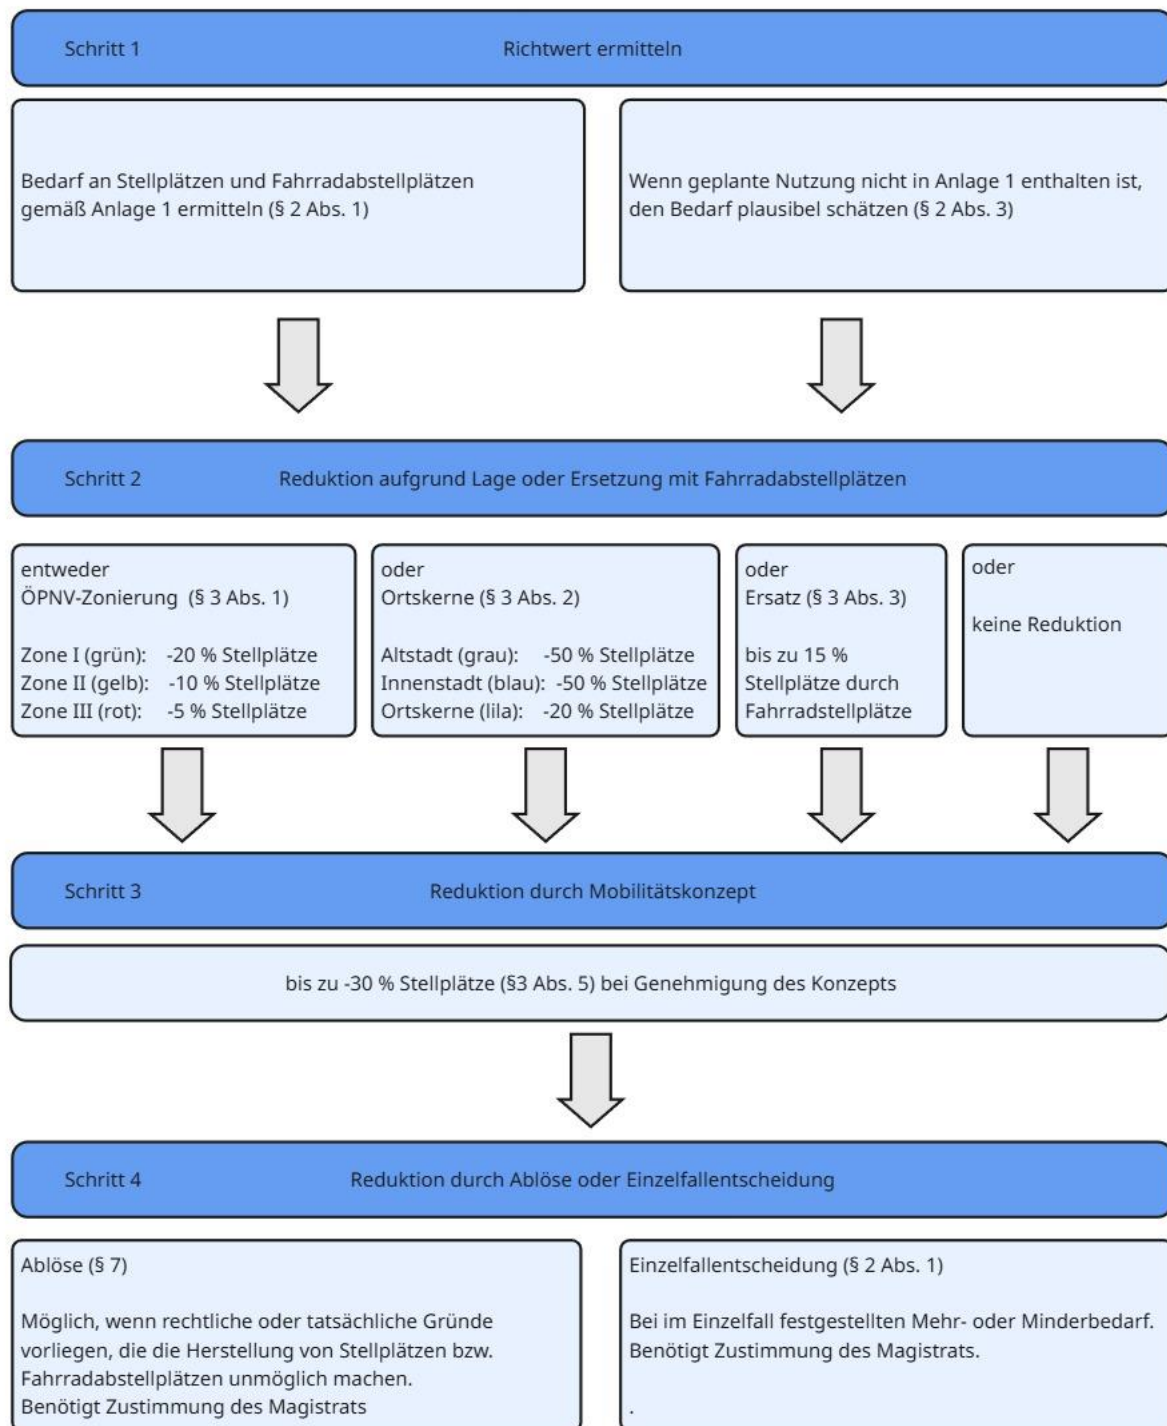 Schritt 1 Richtwert ermitteln
Bedarf an Stellplätzen und Fahrradabstellplätzen
gemäß Anlage 1 ermitteln (§ 2 Abs. 1)
Wenn geplante Nutzung nicht in Anlage 1 enthalten ist,
den Bedarf plausibel schätzen (§ 2 Abs. 3)
Schritt 2 Reduktion aufgrund Lage oder Ersetzung mit Fahrradabstellplätzen
entweder
ÖPNV-Zonierung (§ 3 Abs. 1)
Zone I (grün): -20 % Stellplätze
Zone II (gelb): -10 % Stellplätze
Zone III (rot): -5 % Stellplätze
oder
Ortskerne (§ 3 Abs. 2)
Altstadt (grau): -50 % Stellplätze
Innenstadt (blau): -50 % Stellplätze
Ortskerne (lila): -20 % Stellplätze
oder
Ersatz (§ 3 Abs. 3)
bis zu 15 %
Stellplätze durch
Fahrradstellplätze
oder
keine Reduktion
Schritt 3 Reduktion durch Mobilitätskonzept
bis zu -30 % Stellplätze (§3 Abs. 5) bei Genehmigung des Konzepts
Schritt 4 Reduktion durch Ablöse oder Einzelfallentscheidung
Ablöse (§ 7)
Möglich, wenn rechtliche oder tatsächliche Gründe
vorliegen, die die Herstellung von Stellplätzen bzw.
Fahrradabstellplätzen unmöglich machen.
Benötigt Zustimmung des Magistrats
Einzelfallentscheidung (§ 2 Abs. 1)
Bei im Einzelfall festgestellten Mehr- oder Minderbedarf.
Benötigt Zustimmung des Magistrats.
.